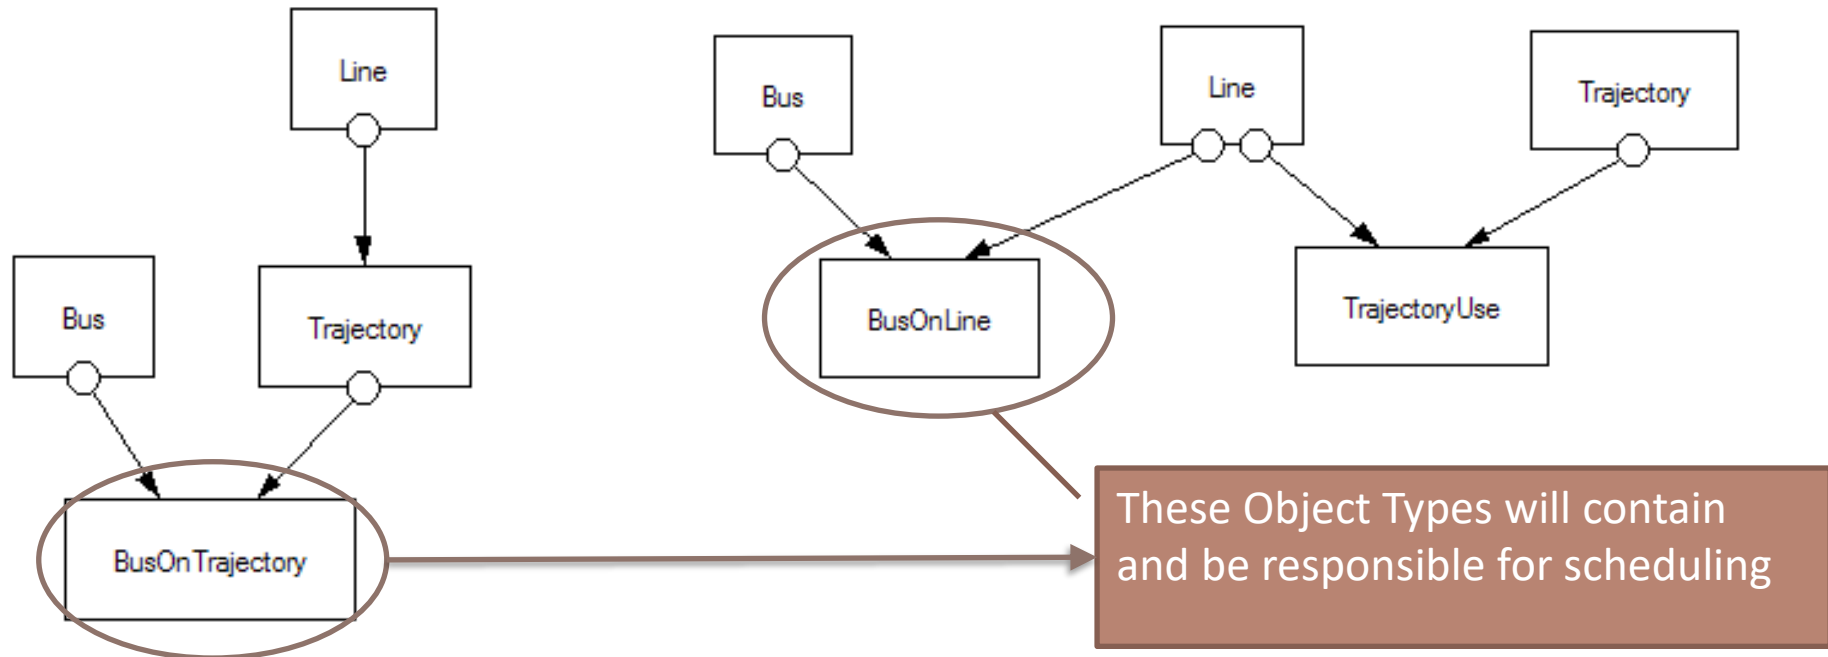 Line
Bus
Trajectory
BusOnTrajectory
Bus
Line
Trajectory
BusOnLine
TrajectoryUse
These Object Types will contain
and be responsible for scheduling